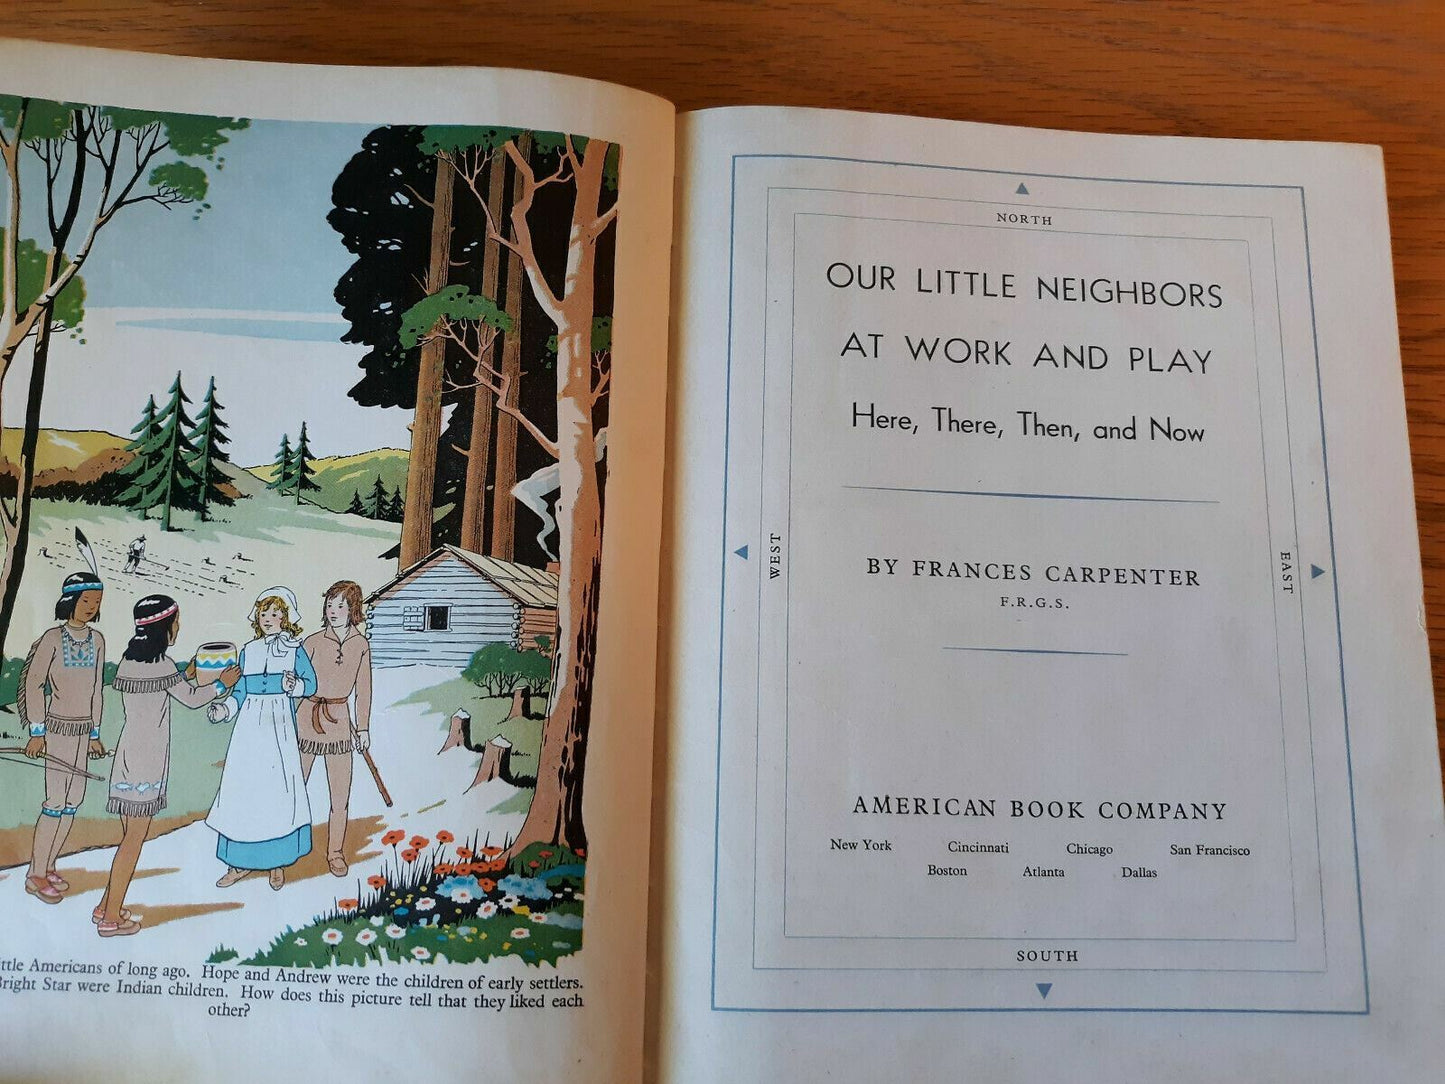 Americans of long ago. Hope and Andrew were the children of early settlers.
Star were Indian children. How does this picture tell that they liked each
other?
NORTH
OUR LITTLE NEIGHBORS
AT WORK AND PLAY
Here, There, Then, and Now
WEST
EAST
BY FRANCES CARPENTER
F.R.G.S.
AMERICAN BOOK COMPANY
New York Cincinnati Chicago San Francisco
Boston Atlanta Dallas
SOUTH